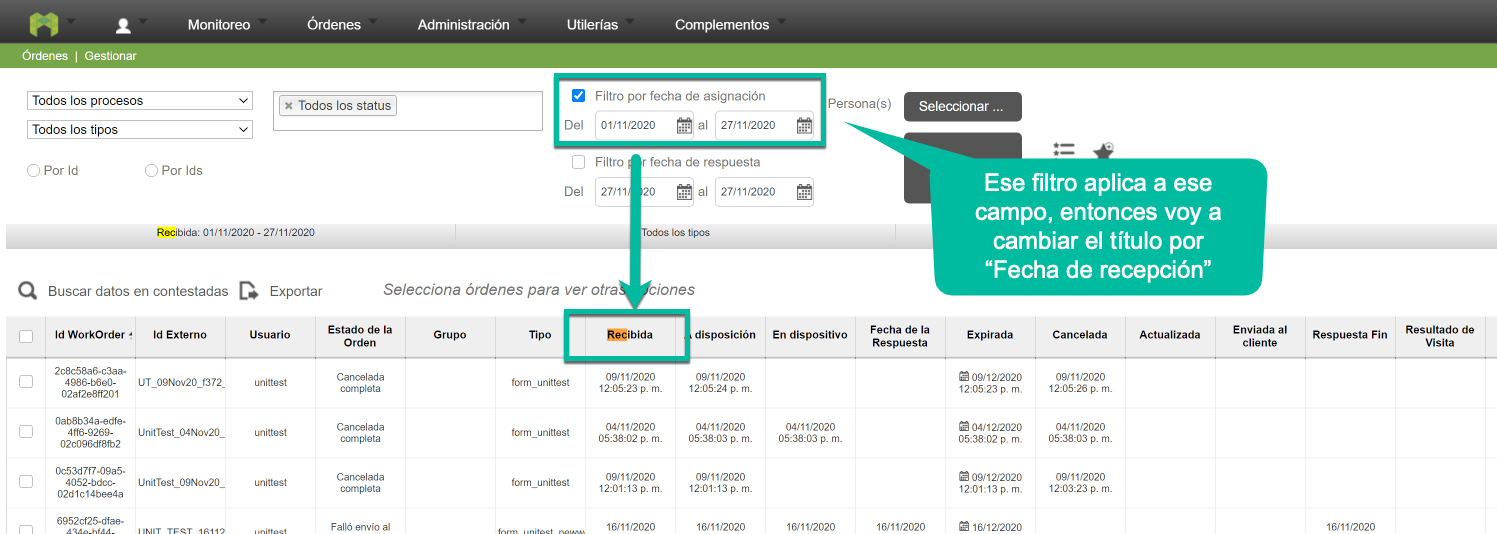 Monitoreo Órdenes Administración Utilerías Complementos
Órdenes | Gestionar
Todos los procesos
Todos los tipos
Por Id Por Ids
× Todos los status
Filtro por fecha de asignación
Del 01/11/2020 al 27/11/2020
Filtro por fecha de respuesta
Del 27/11/2020 al 27/11/2020
Persona(s) Seleccionar ...
Ese filtro aplica a ese
campo, entonces voy a
cambiar el título por
“Fecha de recepción”
Recibida: 01/11/2020 - 27/11/2020 Todos los tipos
Buscar datos en contestadas Exportar Selecciona órdenes para ver otras
Id WorkOrder Id Externo Usuario Estado de la Orden Grupo Tipo Recibida A disposición En dispositivo Fecha de la Respuesta Expirada Cancelada Actualizada Enviada al cliente Respuesta Fin Resultado de Visita
2c8c58a6-c3aa- Cancelada 09/11/2020 09/11/2020 09/12/2020 09/11/2020
4986-b6e0- UT_09Nov20_f372_ unittest completa form_unittest 12:05:23 p. m. 12:05:24 p. m. 12:05:23 p. m. 12:05:26 p. m.
02af2e8ff201
0ab8b34a-edfe- Cancelada 04/11/2020 04/11/2020 04/11/2020 04/12/2020 04/11/2020
4ff6-9269- UnitTest_04Nov20_ unittest completa form_unittest 05:38:02 p. m. 05:38:03 p. m. 05:38:03 p. m. 05:38:02 p. m. 05:38:03 p. m.
02c096df8fb2
0c53d7f7-09a5- Cancelada 09/11/2020 09/11/2020 09/12/2020 09/11/2020
4052-bdcc- UnitTest_09Nov20_ unittest completa form_unittest 12:01:13 p. m. 12:01:13 p. m. 12:01:13 p. m. 12:03:23 p. m.
02d1c14bee4a
6952cf25-dfae- Falló envío al 16/11/2020 16/11/2020 16/11/2020 16/11/2020 16/12/2020 16/11/2020
434e-bf44- UNIT_TEST_16112 unittest form_unitest_neww